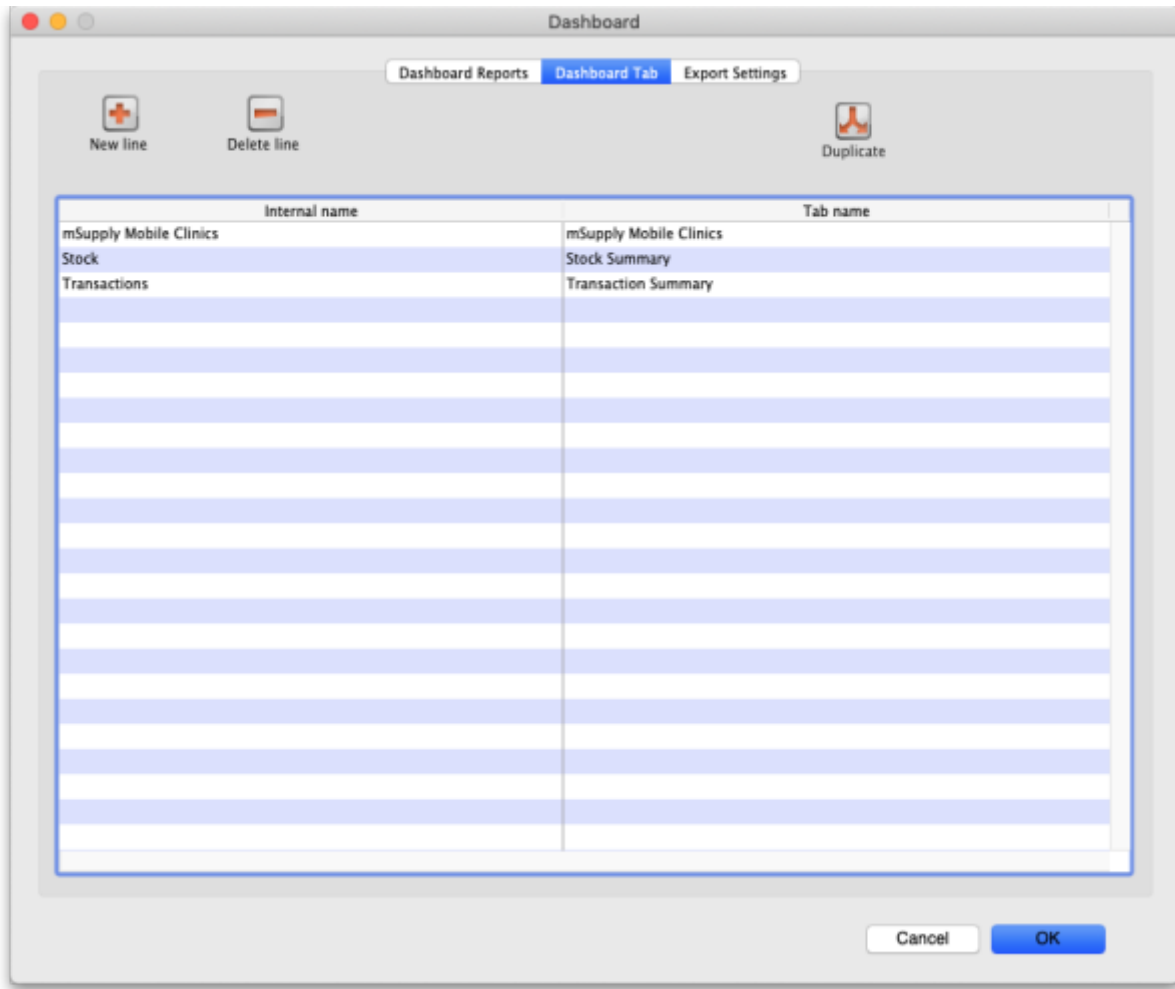 Dashboard
Dashboard Reports Dashboard Tab Export Settings
New line Delete line Duplicate
Internal name Tab name
mSupply Mobile Clinics mSupply Mobile Clinics
Stock Stock Summary
Transactions Transaction Summary
Cancel OK